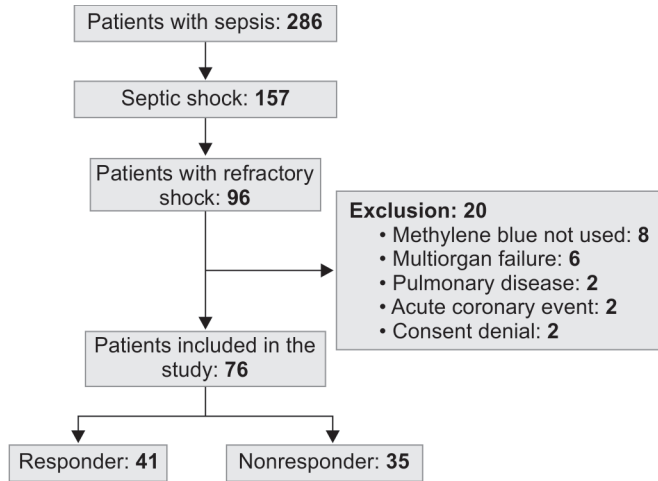 Patients with sepsis: 286
Septic shock: 157
Patients with refractory
shock: 96
Exclusion: 20
• Methylene blue not used: 8
• Multiorgan failure: 6
• Pulmonary disease: 2
• Acute coronary event: 2
• Consent denial: 2
Patients included in the
study: 76
Responder: 41
Nonresponder: 35